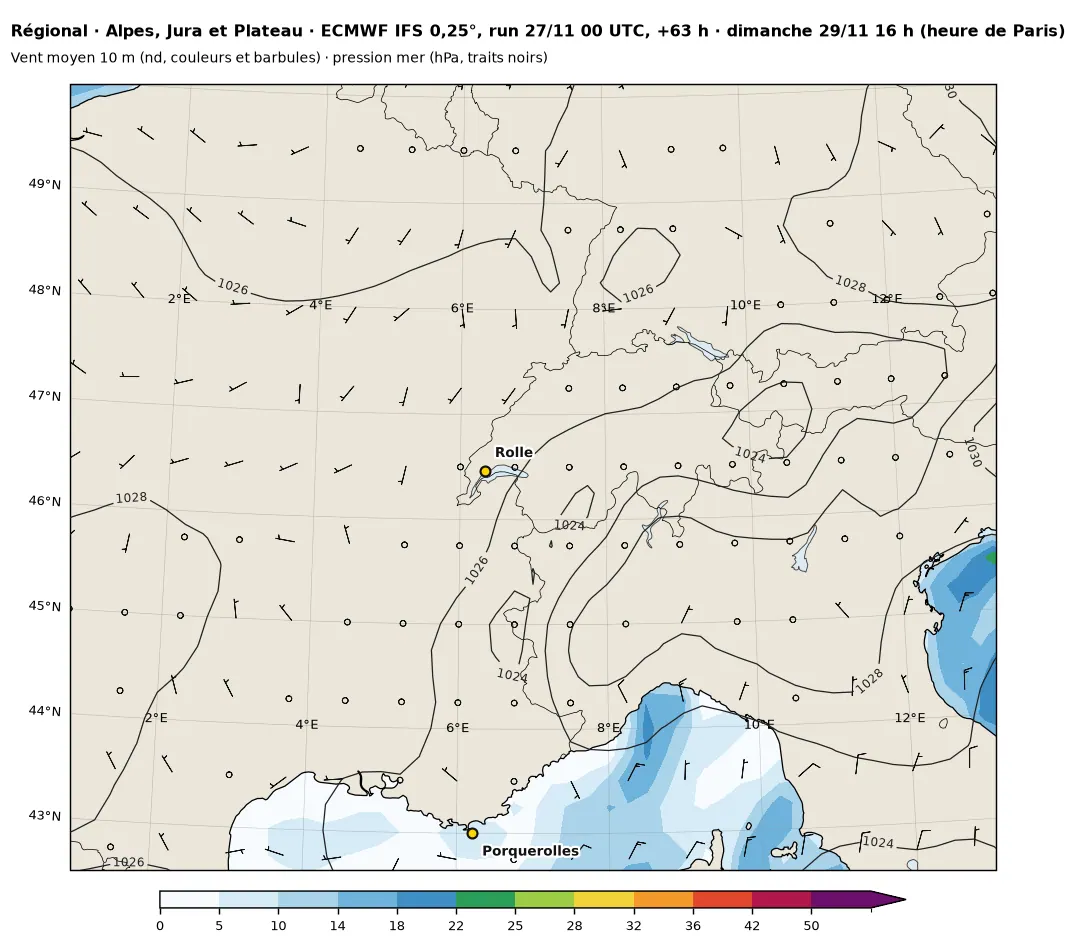 Régional · Alpes, Jura et Plateau · ECMWF IFS 0,25°, run 27/11 00 UTC, +63 h · dimanche 29/11 16 h (heure de Paris)
Vent moyen 10 m (nd, couleurs et barbules) · pression mer (hPa, traits noirs)
30
49°N
1026
1028
48°N
2°E
4°E
6°E
8°E
1026
10°E
12°E
47°N
Rolle
1024
1030
46°N
1028
1024
1026
45°N
1024
1028
44°N
2°E
4°E
6°E
8°E
10°E
12°E
43°N
1026
Porquerolles
1024
0
5
10
14
18
22
25
28
32
36
42
50